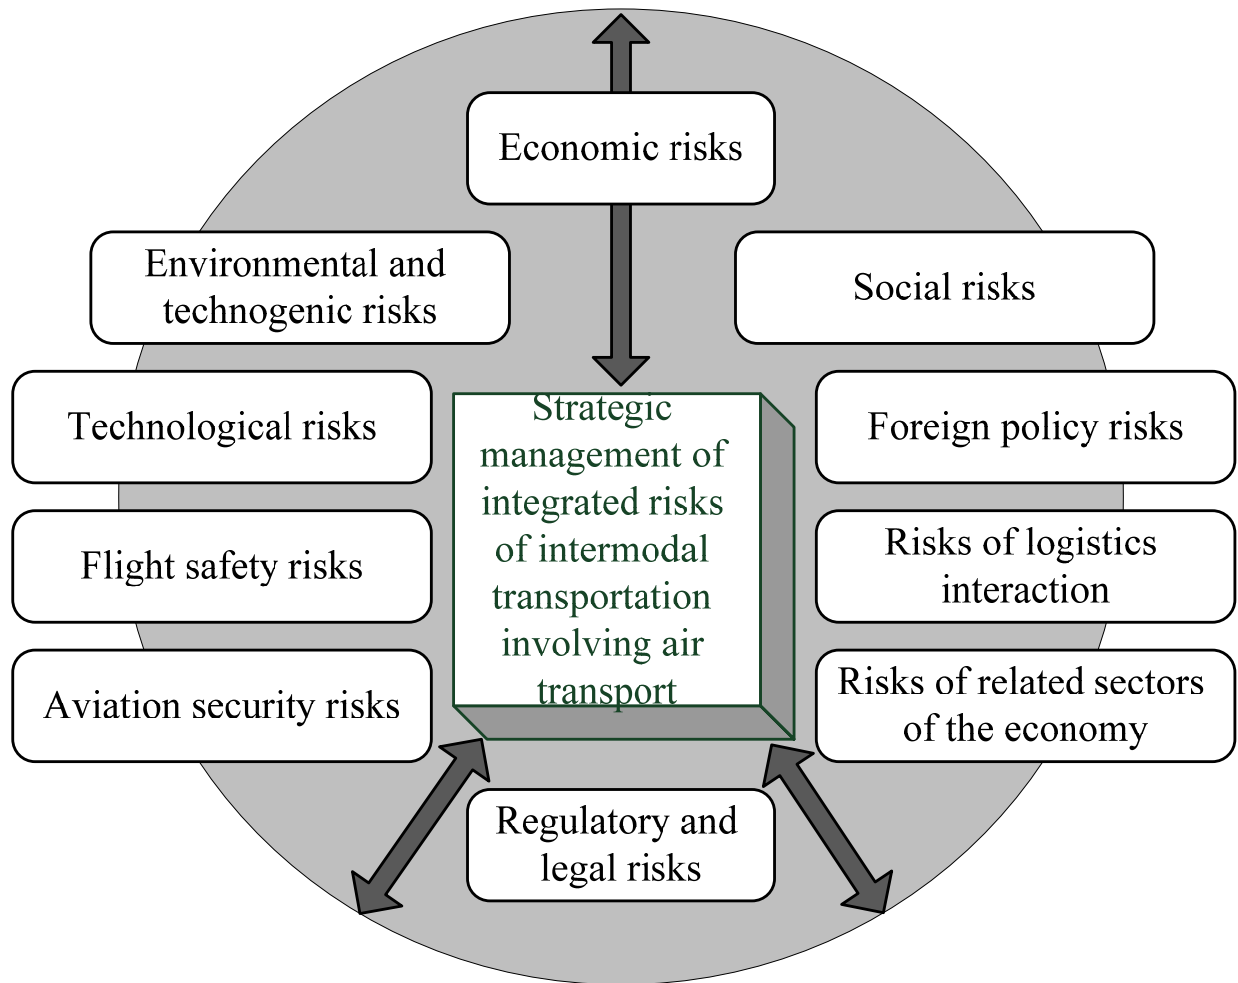 Economic risks
Environmental and
technogenic risks
Social risks
Technological risks
Foreign policy risks
Flight safety risks
Risks of logistics
interaction
Aviation security risks
Risks of related sectors
of the economy
Strategic
management of
integrated risks
of intermodal
transportation
involving air
transport
Regulatory and
legal risks